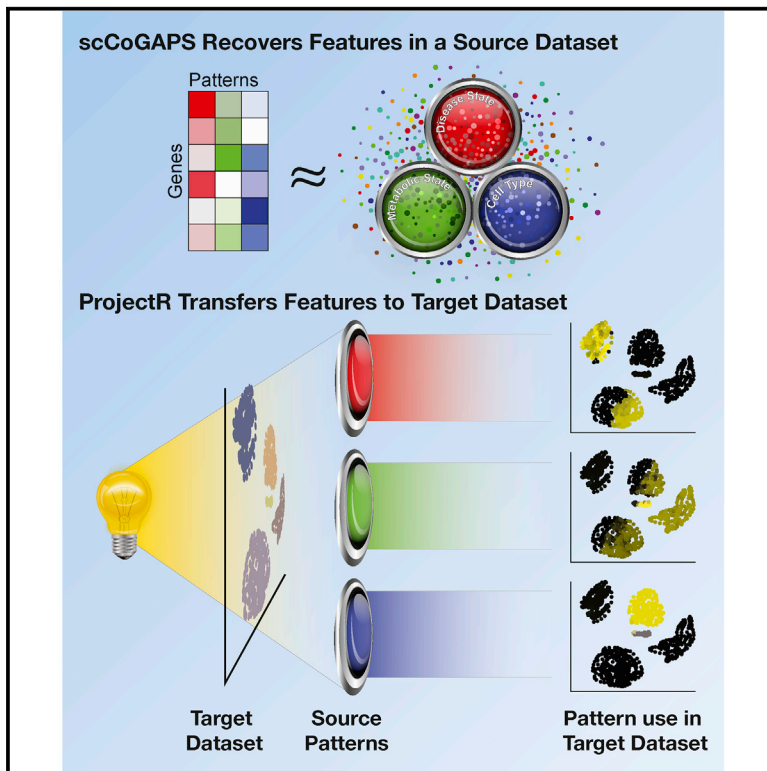 scCoGAPS Recovers Features in a Source Dataset
Patterns
Genes
≈
Disease State
Metabolic State
Cell Type
ProjectR Transfers Features to Target Dataset
Target
Dataset
Source
Patterns
Pattern use in
Target Dataset